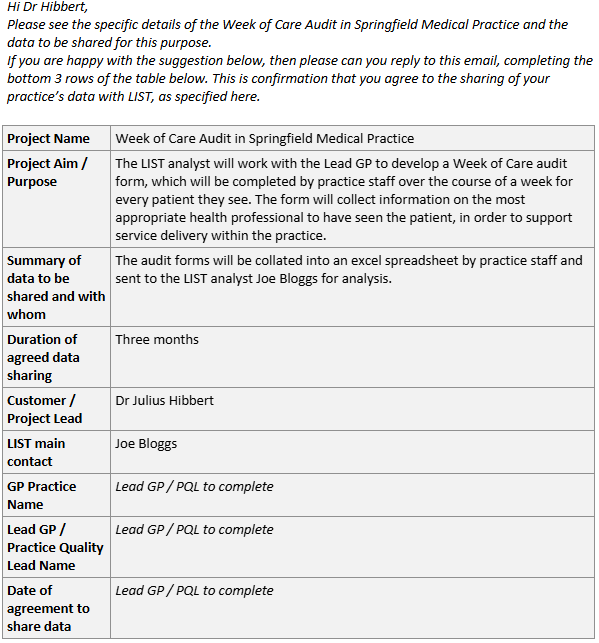 Hi Dr Hibbert,
Please see the specific details of the Week of Care Audit in Springfield Medical Practice and the
data to be shared for this purpose.
If you are happy with the suggestion below, then please can you reply to this email, completing the
bottom 3 rows of the table below. This is confirmation that you agree to the sharing of your
practice's data with LIST, as specified here.
Project Name
Week of Care Audit in Springfield Medical Practice
Project Aim /
Purpose
The LIST analyst will work with the Lead GP to develop a Week of Care audit
form, which will be completed by practice staff over the course of a week for
every patient they see. The form will collect information on the most
appropriate health professional to have seen the patient, in order to support
service delivery within the practice.
Summary of
data to be
shared and with
whom
The audit forms will be collated into an excel spreadsheet by practice staff and
sent to the LIST analyst Joe Bloggs for analysis.
Duration of
agreed data
sharing
Three months
Customer /
Project Lead
Dr Julius Hibbert
LIST main
contact
Joe Bloggs
GP Practice
Name
Lead GP / PQL to complete
Lead GP /
Practice Quality
Lead Name
Lead GP / PQL to complete
Date of
agreement to
share data
Lead GP / PQL to complete